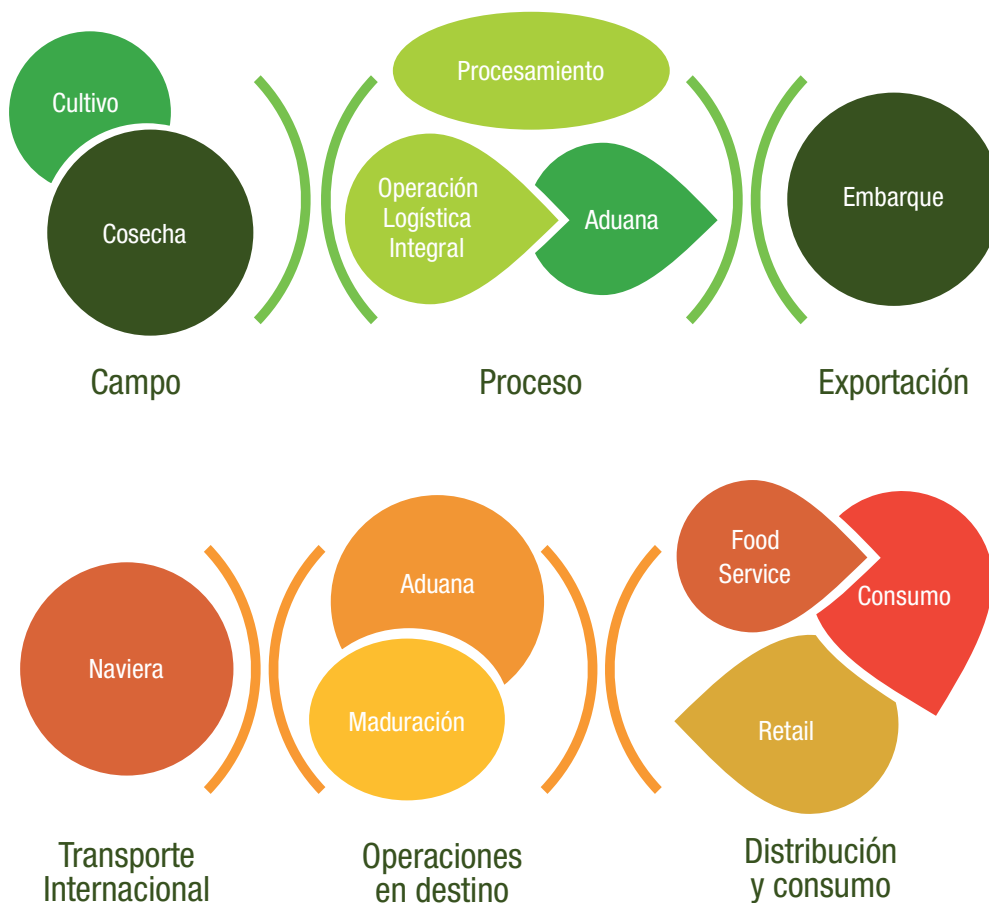 Cultivo
Cosecha
Campo
Procesamiento
Operación
Logística
Integral
Aduana
Proceso
Embarque
Exportación
Naviera
Transporte
Internacional
Aduana
Maduración
Operaciones
en destino
Food
Service
Consumo
Retail
Distribución
y consumo